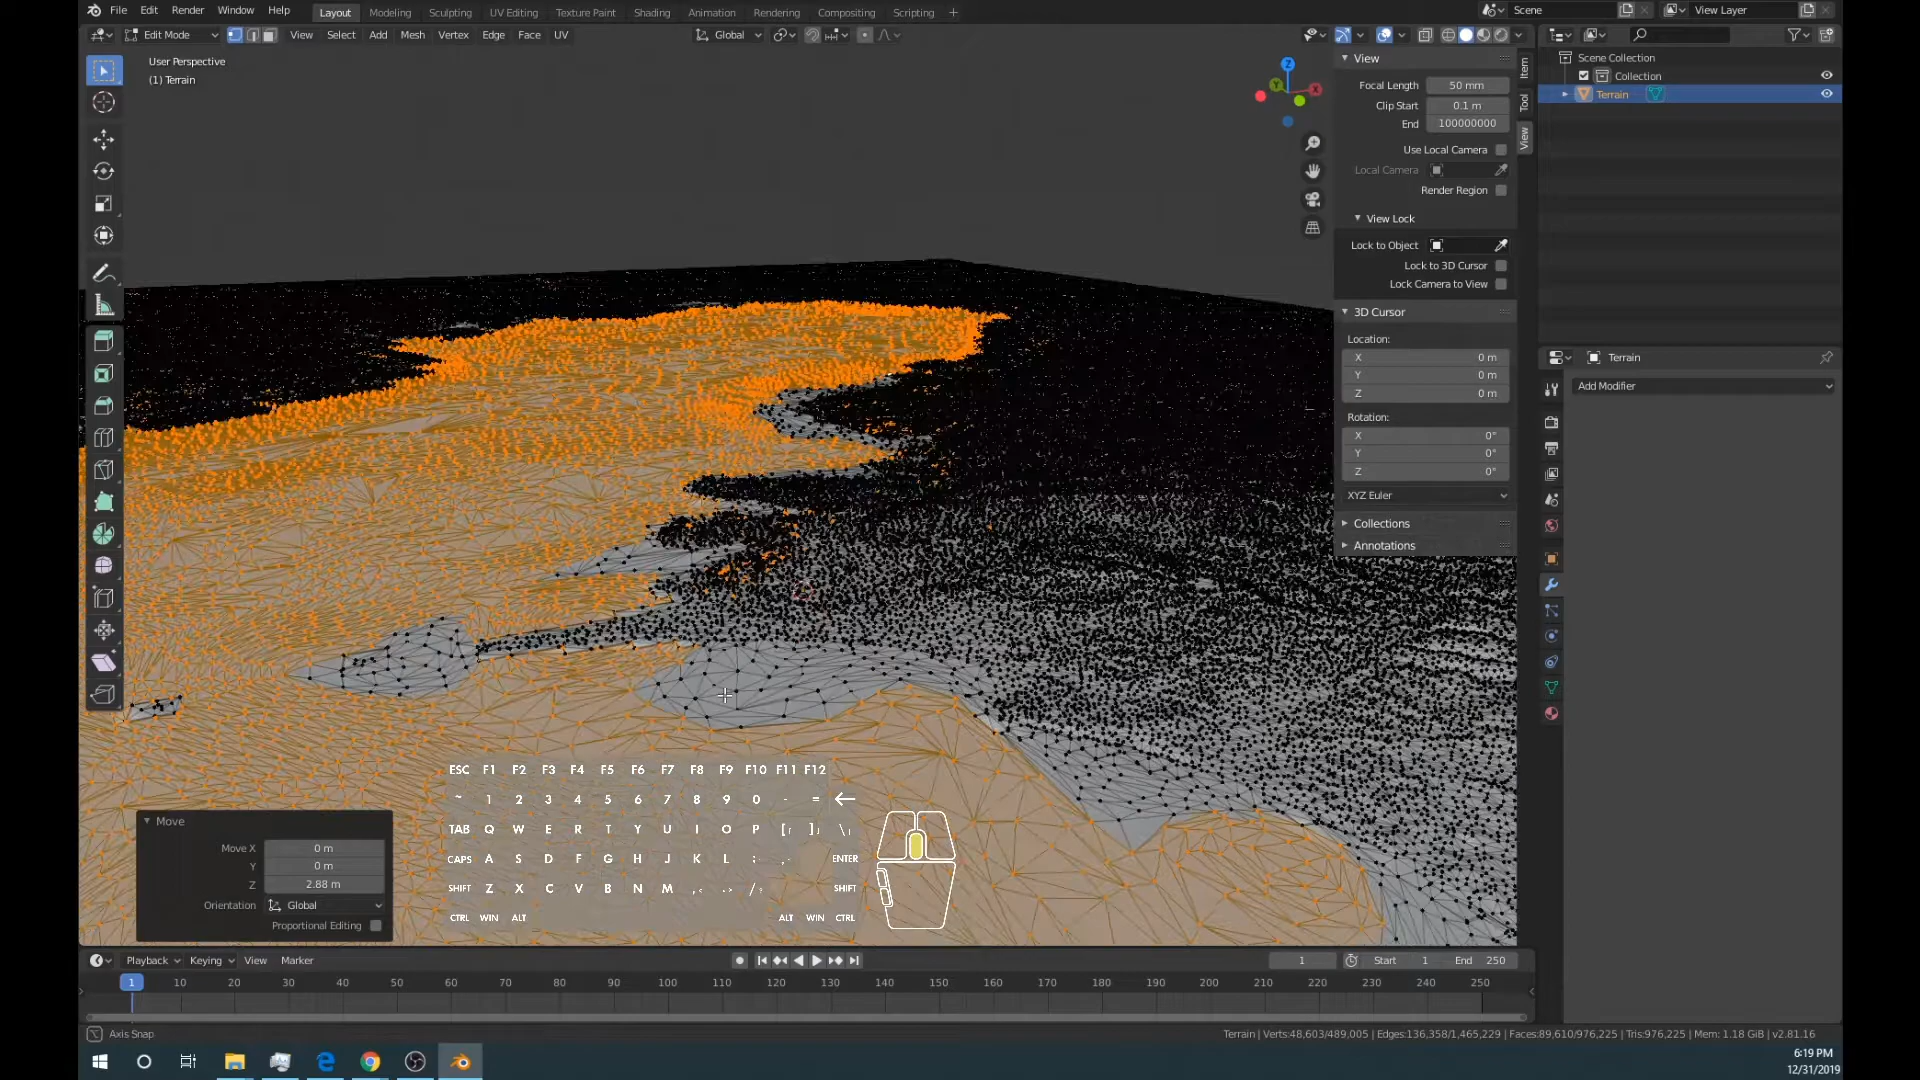 File Edit Render Window Help Layout Modeling Sculpting UV Editing Texture Paint Shading Animation Rendering Compositing Scripting + Scene View Layer
Edit Mode View Select Add Mesh Vertex Edge Face UV Global
User Perspective
(1) Terrain
Z
Y
X
View
Focal Length 50 mm
Clip Start 0.1 m
End 100000000
Use Local Camera
Local Camera
Render Region
View Lock
Lock to Object
Lock to 3D Cursor
Lock Camera to View
3D Cursor
Location:
X 0 m
Y 0 m
Z 0 m
Rotation:
X 0°
Y 0°
Z 0°
XYZ Euler
Collections
Annotations
Item
Tool
View
Scene Collection
Collection
Terrain
Terrain
Add Modifier
ESC F1 F2 F3 F4 F5 F6 F7 F8 F9 F10 F11 F12
~ 1 2 3 4 5 6 7 8 9 0 - =
TAB Q W E R T Y U I O P [ ] \
CAPS A S D F G H J K L ; ENTER
SHIFT Z X C V B N M , . / SHIFT
CTRL WIN ALT ALT WIN CTRL
Move
Move X 0 m
Y 0 m
Z 2.88 m
Orientation Global
Proportional Editing
Playback Keying View Marker 1 Start 1 End 250
1 10 20 30 40 50 60 70 80 90 100 110 120 130 140 150 160 170 180 190 200 210 220 230 240 250
Axis Snap
Terrain | Verts:48,603/489,005 | Edges:136,358/1,465,229 | Faces:89,610/976,225 | Tris:976,225 | Mem: 1.18 GiB | v2.81.16
6:19 PM
12/31/2019